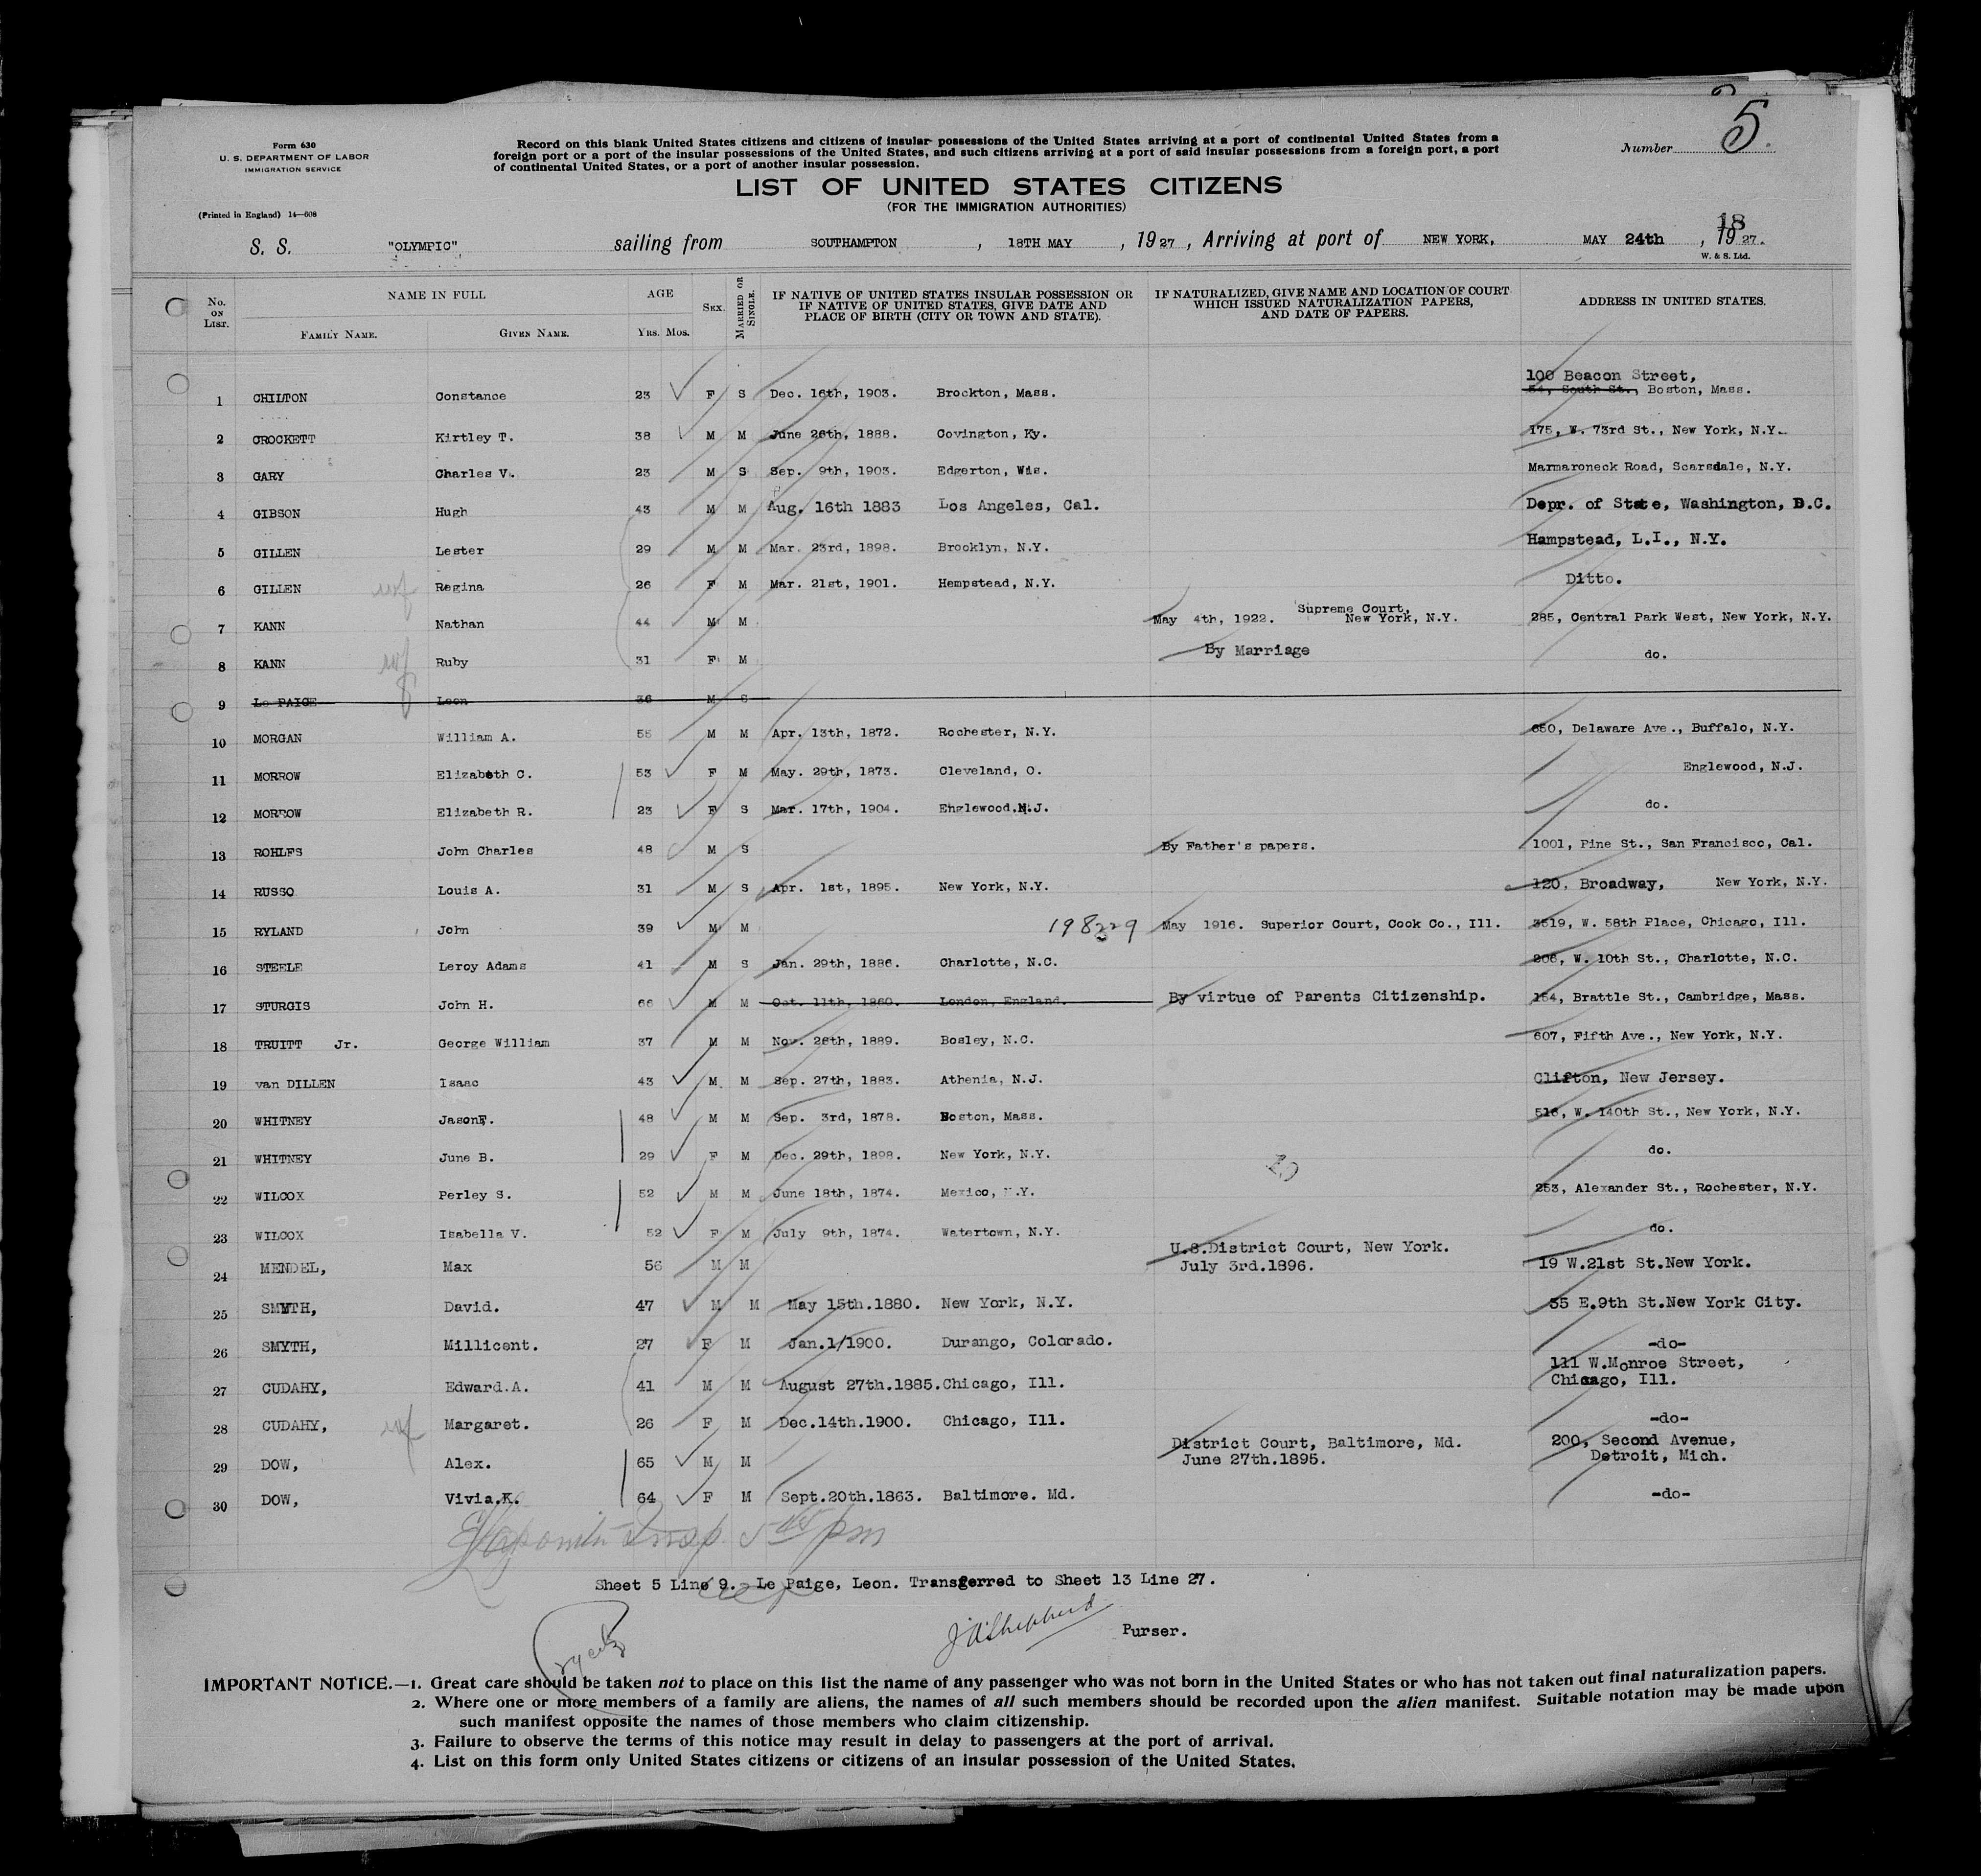 5.
Form 630
U. S. DEPARTMENT OF LABOR
IMMIGRATION SERVICE
Record on this blank United States citizens and citizens of insular possessions of the United States arriving at a port of continental United States from a
foreign port or a port of the insular possessions of the United States, and such citizens arriving at a port of said insular possessions from a foreign port, a port
of continental United States, or a port of another insular possession.
Number
LIST OF UNITED STATES CITIZENS
(FOR THE IMMIGRATION AUTHORITIES)
(Printed in England) 14—608
18
S. S. "OLYMPIC" sailing from SOUTHAMPTON , 18TH MAY , 1927 , Arriving at port of NEW YORK, MAY 24th , 1927.
W. & S. Ltd.
No. ON LIST. NAME IN FULL AGE SEX. MARRIED OR SINGLE. IF NATIVE OF UNITED STATES INSULAR POSSESSION OR IF NATIVE OF UNITED STATES, GIVE DATE AND PLACE OF BIRTH (CITY OR TOWN AND STATE). IF NATURALIZED, GIVE NAME AND LOCATION OF COURT WHICH ISSUED NATURALIZATION PAPERS, AND DATE OF PAPERS. ADDRESS IN UNITED STATES.
FAMILY NAME. GIVEN NAME. YRS. MOS.
100 Beacon Street,
1 CHILTON Constance 23 F S Dec. 16th, 1903. Brockton, Mass. 54, South St., Boston, Mass.
2 CROCKETT Kirtley T. 38 M M June 26th, 1888. Covington, Ky. 175, W. 73rd St., New York, N.Y.
3 GARY Charles V. 23 M S Sep. 9th, 1903. Edgerton, Wis. Marmaroneck Road, Scarsdale, N.Y.
4 GIBSON Hugh 43 M M Aug. 16th 1883 Los Angeles, Cal. Depr. of State, Washington, D.C.
5 GILLEN Lester 29 M M Mar. 23rd, 1898. Brooklyn, N.Y. Hampstead, L.I., N.Y.
6 GILLEN wf Regina 26 F M Mar. 21st, 1901. Hempstead, N.Y. Ditto.
7 KANN Nathan 44 M M May 4th, 1922. Supreme Court, New York, N.Y. 285, Central Park West, New York, N.Y.
8 KANN wf Ruby 31 F M By Marriage do.
9 Le PAIGE Leon 36 M S
10 MORGAN William A. 55 M M Apr. 13th, 1872. Rochester, N.Y. 650, Delaware Ave., Buffalo, N.Y.
11 MORROW Elizabeth C. 53 F M May. 29th, 1873. Cleveland, O. Englewood, N.J.
12 MORROW Elizabeth R. 23 F S Mar. 17th, 1904. Englewood.N.J. do.
13 ROHLFS John Charles 48 M S By Father's papers. 1001, Pine St., San Francisco, Cal.
14 RUSSO Louis A. 31 M S Apr. 1st, 1895. New York, N.Y. 120, Broadway, New York, N.Y.
15 RYLAND John 39 M M 198229 May 1916. Superior Court, Cook Co., Ill. 3519, W. 58th Place, Chicago, Ill.
16 STEELE Leroy Adams 41 M S Jan. 29th, 1886. Charlotte, N.C. 206, W. 10th St., Charlotte, N.C.
17 STURGIS John H. 66 M M Oct. 11th, 1860. London, England. By virtue of Parents Citizenship. 154, Brattle St., Cambridge, Mass.
18 TRUITT Jr. George William 37 M M Nov. 26th, 1889. Bosley, N.C. 607, Fifth Ave., New York, N.Y.
19 van DILLEN Isaac 43 M M Sep. 27th, 1883. Athenia, N.J. Clifton, New Jersey.
20 WHITNEY Jason F. 48 M M Sep. 3rd, 1878. Boston, Mass. 516, W. 140th St., New York, N.Y.
21 WHITNEY June B. 29 F M Dec. 29th, 1898. New York, N.Y. do.
22 WILCOX Perley S. 52 M M June 18th, 1874. Mexico, N.Y. 253, Alexander St., Rochester, N.Y.
23 WILCOX Isabella V. 52 F M July 9th, 1874. Watertown, N.Y. do.
24 MENDEL, Max 56 M M U.S.District Court, New York. July 3rd.1896. 19 W.21st St.New York.
25 SMYTH, David. 47 M M May 15th.1880. New York, N.Y. 35 E.9th St.New York City.
26 SMYTH, Millicent. 27 F M Jan.1/1900. Durango, Colorado. -do-
27 CUDAHY, Edward.A. 41 M M August 27th.1885. Chicago, Ill. 111 W.Monroe Street, Chicago, Ill.
28 CUDAHY, wf Margaret. 26 F M Dec.14th.1900. Chicago, Ill. -do-
29 DOW, Alex. 65 M M District Court, Baltimore, Md. June 27th.1895. 200, Second Avenue, Detroit, Mich.
30 DOW, Vivia.K. 64 F M Sept.20th.1863. Baltimore. Md. -do-
Insp. pm
Sheet 5 Line 9.- Le Paige, Leon. Transferred to Sheet 13 Line 27.
Purser.
IMPORTANT NOTICE.—1. Great care should be taken not to place on this list the name of any passenger who was not born in the United States or who has not taken out final naturalization papers.
2. Where one or more members of a family are aliens, the names of all such members should be recorded upon the alien manifest. Suitable notation may be made upon
such manifest opposite the names of those members who claim citizenship.
3. Failure to observe the terms of this notice may result in delay to passengers at the port of arrival.
4. List on this form only United States citizens or citizens of an insular possession of the United States.